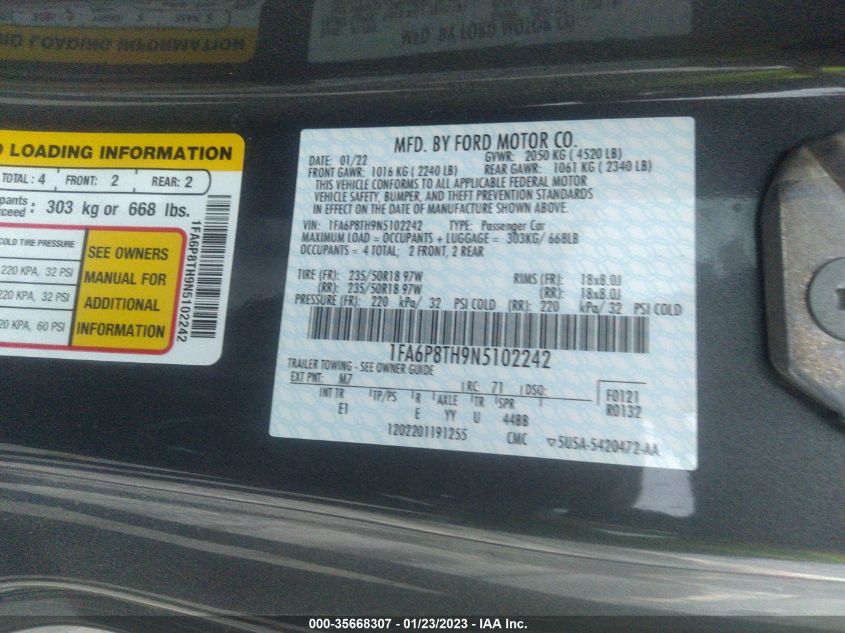 LOADING INFORMATION
TOTAL : 4 FRONT: 2 REAR: 2
303 kg or 668 lbs.
COLD TIRE PRESSURE
220 KPA, 32 PSI
220 KPA, 32 PSI
KPA, 60 PSI
SEE OWNERS
MANUAL FOR
ADDITIONAL
INFORMATION
1FA6P8TH9N5102242
MFD. BY FORD MOTOR CO.
DATE: 01/22 GVWR: 2050 KG ( 4520 LB)
FRONT GAWR: 1016 KG ( 2240 LB) REAR GAWR: 1061 KG ( 2340 LB)
THIS VEHICLE CONFORMS TO ALL APPLICABLE FEDERAL MOTOR
VEHICLE SAFETY, BUMPER, AND THEFT PREVENTION STANDARDS
IN EFFECT ON THE DATE OF MANUFACTURE SHOWN ABOVE.
VIN: 1FA6P8TH9N5102242 TYPE: Passenger Car
MAXIMUM LOAD = OCCUPANTS + LUGGAGE = 303KG/ 668LB
OCCUPANTS = 4 TOTAL; 2 FRONT, 2 REAR
TIRE (FR): 235/50R18 97W RIMS (FR): 18x8.0J
(RR): 235/50R18 97W (RR): 18x8.0J
PRESSURE (FR): 220 kPa/ 32 PSI COLD (RR): 220 kPa/ 32 PSI COLD
1FA6P8TH9N5102242
TRAILER TOWING - SEE OWNER GUIDE
EXT PNT: M7 RC: 71 DSO: F0121
INT TR TP/PS R AXLE TR SPR R0132
E1 E YY U 44BB
1202201191255 CMC 5U5A-5420472-AA
000-35668307 - 01/23/2023 - IAA Inc.